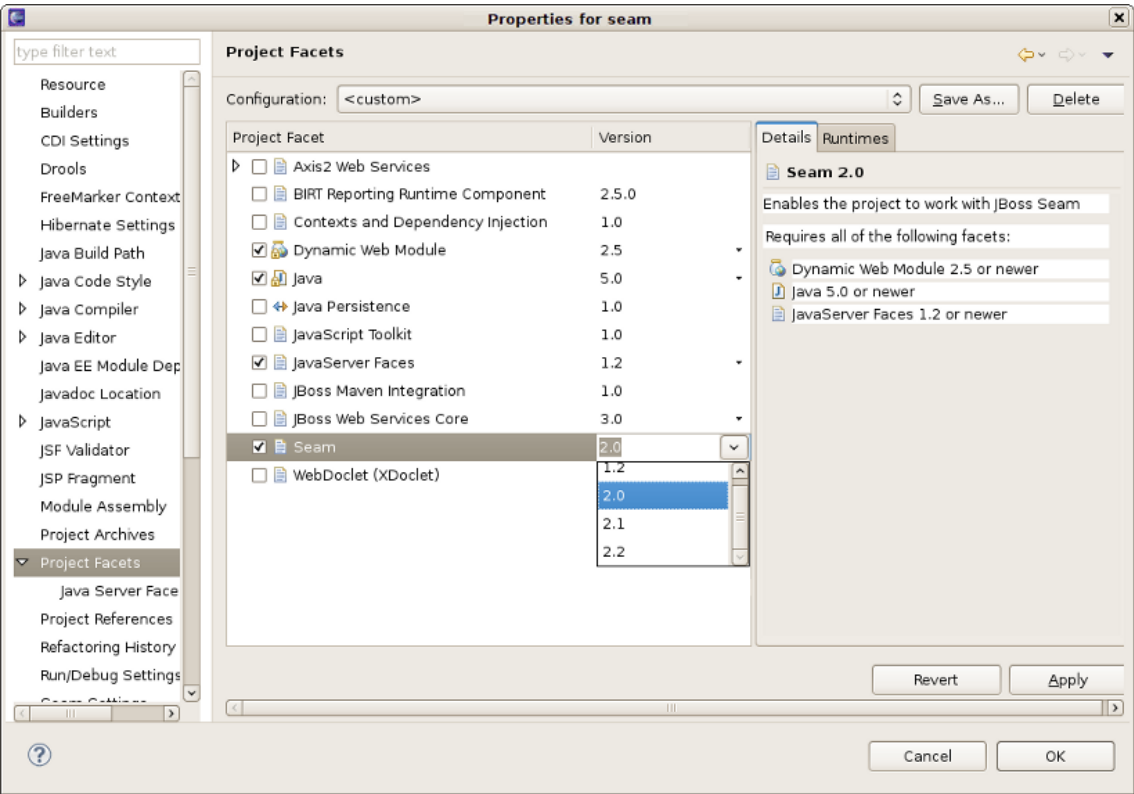 Properties for seam
type filter text
Resource
Builders
CDI Settings
Drools
FreeMarker Context
Hibernate Settings
Java Build Path
Java Code Style
Java Compiler
Java Editor
Java EE Module Dep
Javadoc Location
JavaScript
JSF Validator
JSP Fragment
Module Assembly
Project Archives
Project Facets
Java Server Face
Project References
Refactoring History
Run/Debug Settings
Project Facets
Configuration: <custom> Save As... Delete
Project Facet Version
Axis2 Web Services
BIRT Reporting Runtime Component 2.5.0
Contexts and Dependency Injection 1.0
Dynamic Web Module 2.5
Java 5.0
Java Persistence 1.0
JavaScript Toolkit 1.0
JavaServer Faces 1.2
JBoss Maven Integration 1.0
JBoss Web Services Core 3.0
Seam 2.0
WebDoclet (XDoclet)
1.2
2.0
2.1
2.2
Details Runtimes
Seam 2.0
Enables the project to work with JBoss Seam
Requires all of the following facets:
Dynamic Web Module 2.5 or newer
Java 5.0 or newer
JavaServer Faces 1.2 or newer
Revert Apply
Cancel OK